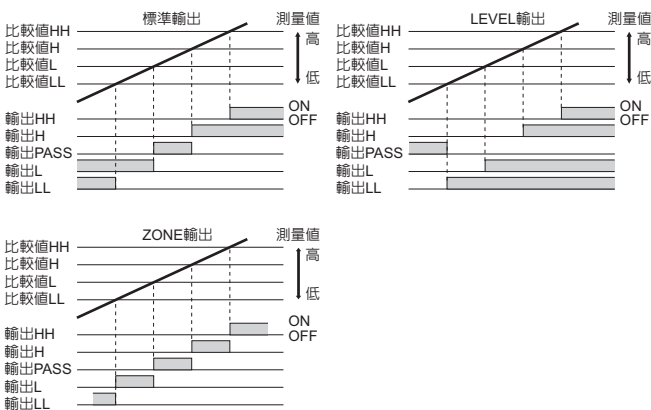 標準輸出
測量值
比較值HH
比較值H
比較值L
比較值LL
高
低
ON
OFF
輸出HH
輸出H
輸出PASS
輸出L
輸出LL
LEVEL輸出
測量值
比較值HH
比較值H
比較值L
比較值LL
高
低
ON
OFF
輸出HH
輸出H
輸出PASS
輸出L
輸出LL
ZONE輸出
測量值
比較值HH
比較值H
比較值L
比較值LL
高
低
ON
OFF
輸出HH
輸出H
輸出PASS
輸出L
輸出LL